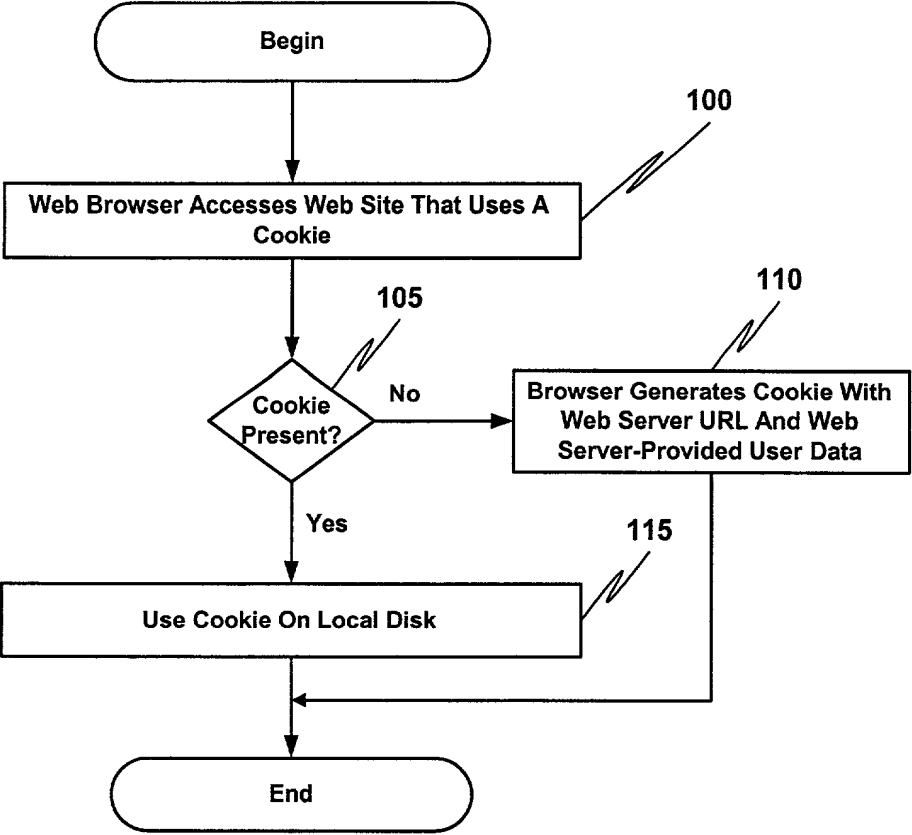 Begin
100
Web Browser Accesses Web Site That Uses A
Cookie
105
110
Cookie
Present?
No
Browser Generates Cookie With
Web Server URL And Web
Server-Provided User Data
Yes
115
Use Cookie On Local Disk
End